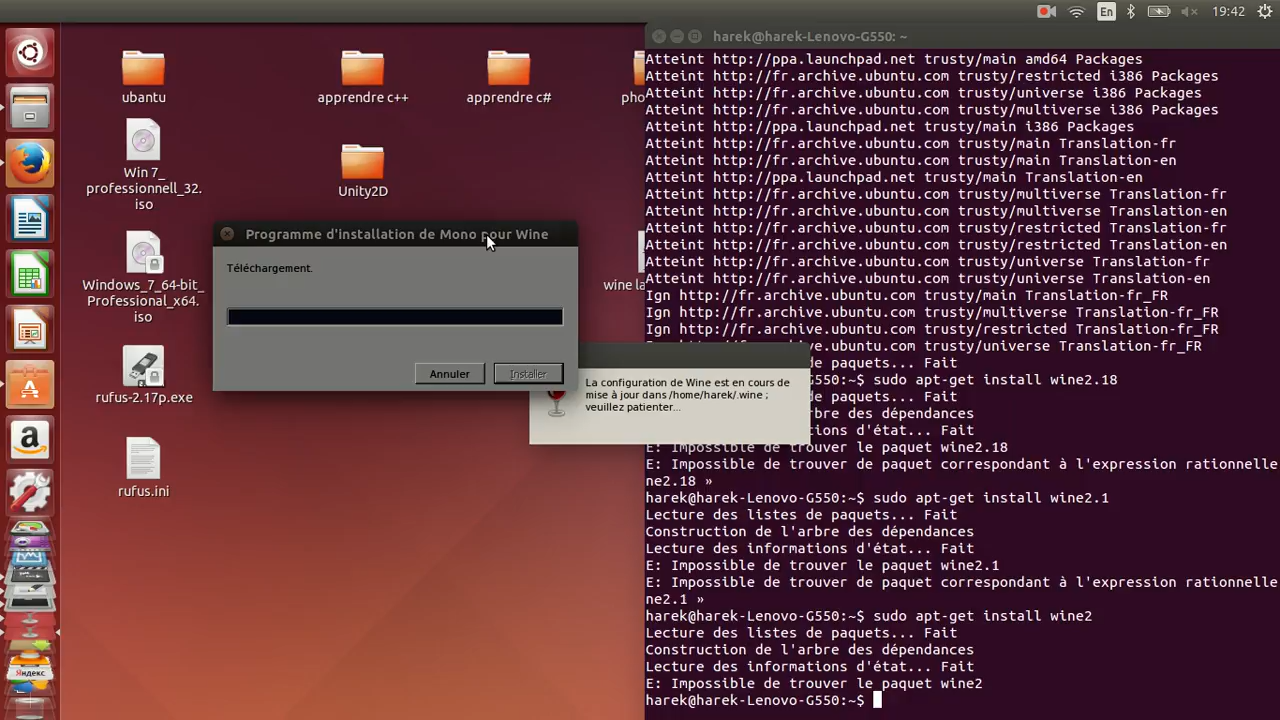 En
19:42
harek@harek-Lenovo-G550: ~
ubantu
apprendre c++
apprendre c#
pho
Win 7_
professionnell_32.
iso
Unity2D
Windows_7_64-bit_
Professional_x64.
iso
wine la
rufus-2.17p.exe
rufus.ini
Яндекс
Programme d'installation de Mono pour Wine
Téléchargement.
Annuler
Installer
La configuration de Wine est en cours de
mise à jour dans /home/harek/.wine ;
veuillez patienter...
Atteint http://ppa.launchpad.net trusty/main amd64 Packages
Atteint http://fr.archive.ubuntu.com trusty/restricted i386 Packages
Atteint http://fr.archive.ubuntu.com trusty/universe i386 Packages
Atteint http://fr.archive.ubuntu.com trusty/multiverse i386 Packages
Atteint http://ppa.launchpad.net trusty/main i386 Packages
Atteint http://fr.archive.ubuntu.com trusty/main Translation-fr
Atteint http://fr.archive.ubuntu.com trusty/main Translation-en
Atteint http://ppa.launchpad.net trusty/main Translation-en
Atteint http://fr.archive.ubuntu.com trusty/multiverse Translation-fr
Atteint http://fr.archive.ubuntu.com trusty/multiverse Translation-en
Atteint http://fr.archive.ubuntu.com trusty/restricted Translation-fr
Atteint http://fr.archive.ubuntu.com trusty/restricted Translation-en
Atteint http://fr.archive.ubuntu.com trusty/universe Translation-fr
Atteint http://fr.archive.ubuntu.com trusty/universe Translation-en
Ign http://fr.archive.ubuntu.com trusty/main Translation-fr_FR
Ign http://fr.archive.ubuntu.com trusty/multiverse Translation-fr_FR
Ign http://fr.archive.ubuntu.com trusty/restricted Translation-fr_FR
trusty/universe Translation-fr_FR
de paquets... Fait
G550:~$ sudo apt-get install wine2.18
de paquets... Fait
arbre des dépendances
d'état... Fait
trouver le paquet wine2.18
E: Impossible de trouver de paquet correspondant à l'expression rationnelle
ne2.18 »
harek@harek-Lenovo-G550:~$ sudo apt-get install wine2.1
Lecture des listes de paquets... Fait
Construction de l'arbre des dépendances
Lecture des informations d'état... Fait
E: Impossible de trouver le paquet wine2.1
E: Impossible de trouver de paquet correspondant à l'expression rationnelle
ne2.1 »
harek@harek-Lenovo-G550:~$ sudo apt-get install wine2
Lecture des listes de paquets... Fait
Construction de l'arbre des dépendances
Lecture des informations d'état... Fait
E: Impossible de trouver le paquet wine2
harek@harek-Lenovo-G550:~$